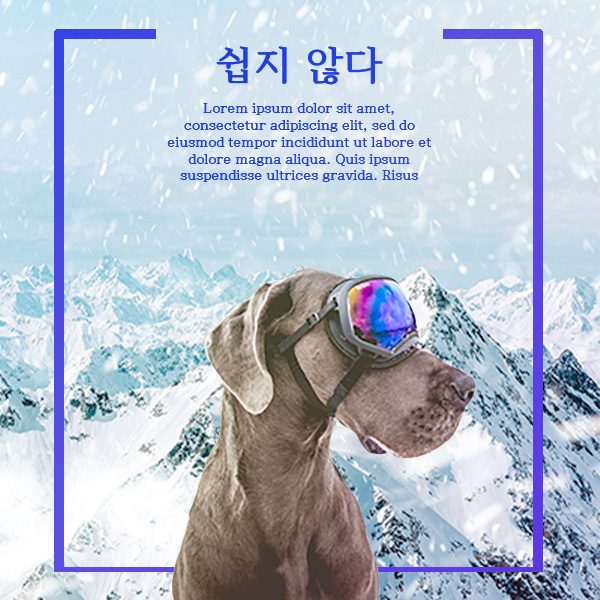 쉽지 않다
Lorem ipsum dolor sit amet,
consectetur adipiscing elit, sed do
eiusmod tempor incididunt ut labore et
dolore magna aliqua. Quis ipsum
suspendisse ultrices gravida. Risus